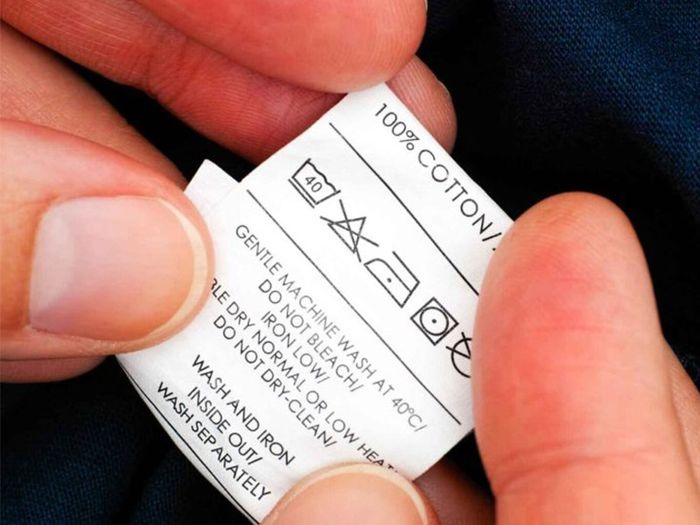 100% COTTON/
40
GENTLE MACHINE WASH AT 40°C/
DO NOT BLEACH/
IRON LOW/
DRY NORMAL OR LOW HEAT
DO NOT DRY-CLEAN/
WASH AND IRON
INSIDE OUT/
WASH SEPARATELY